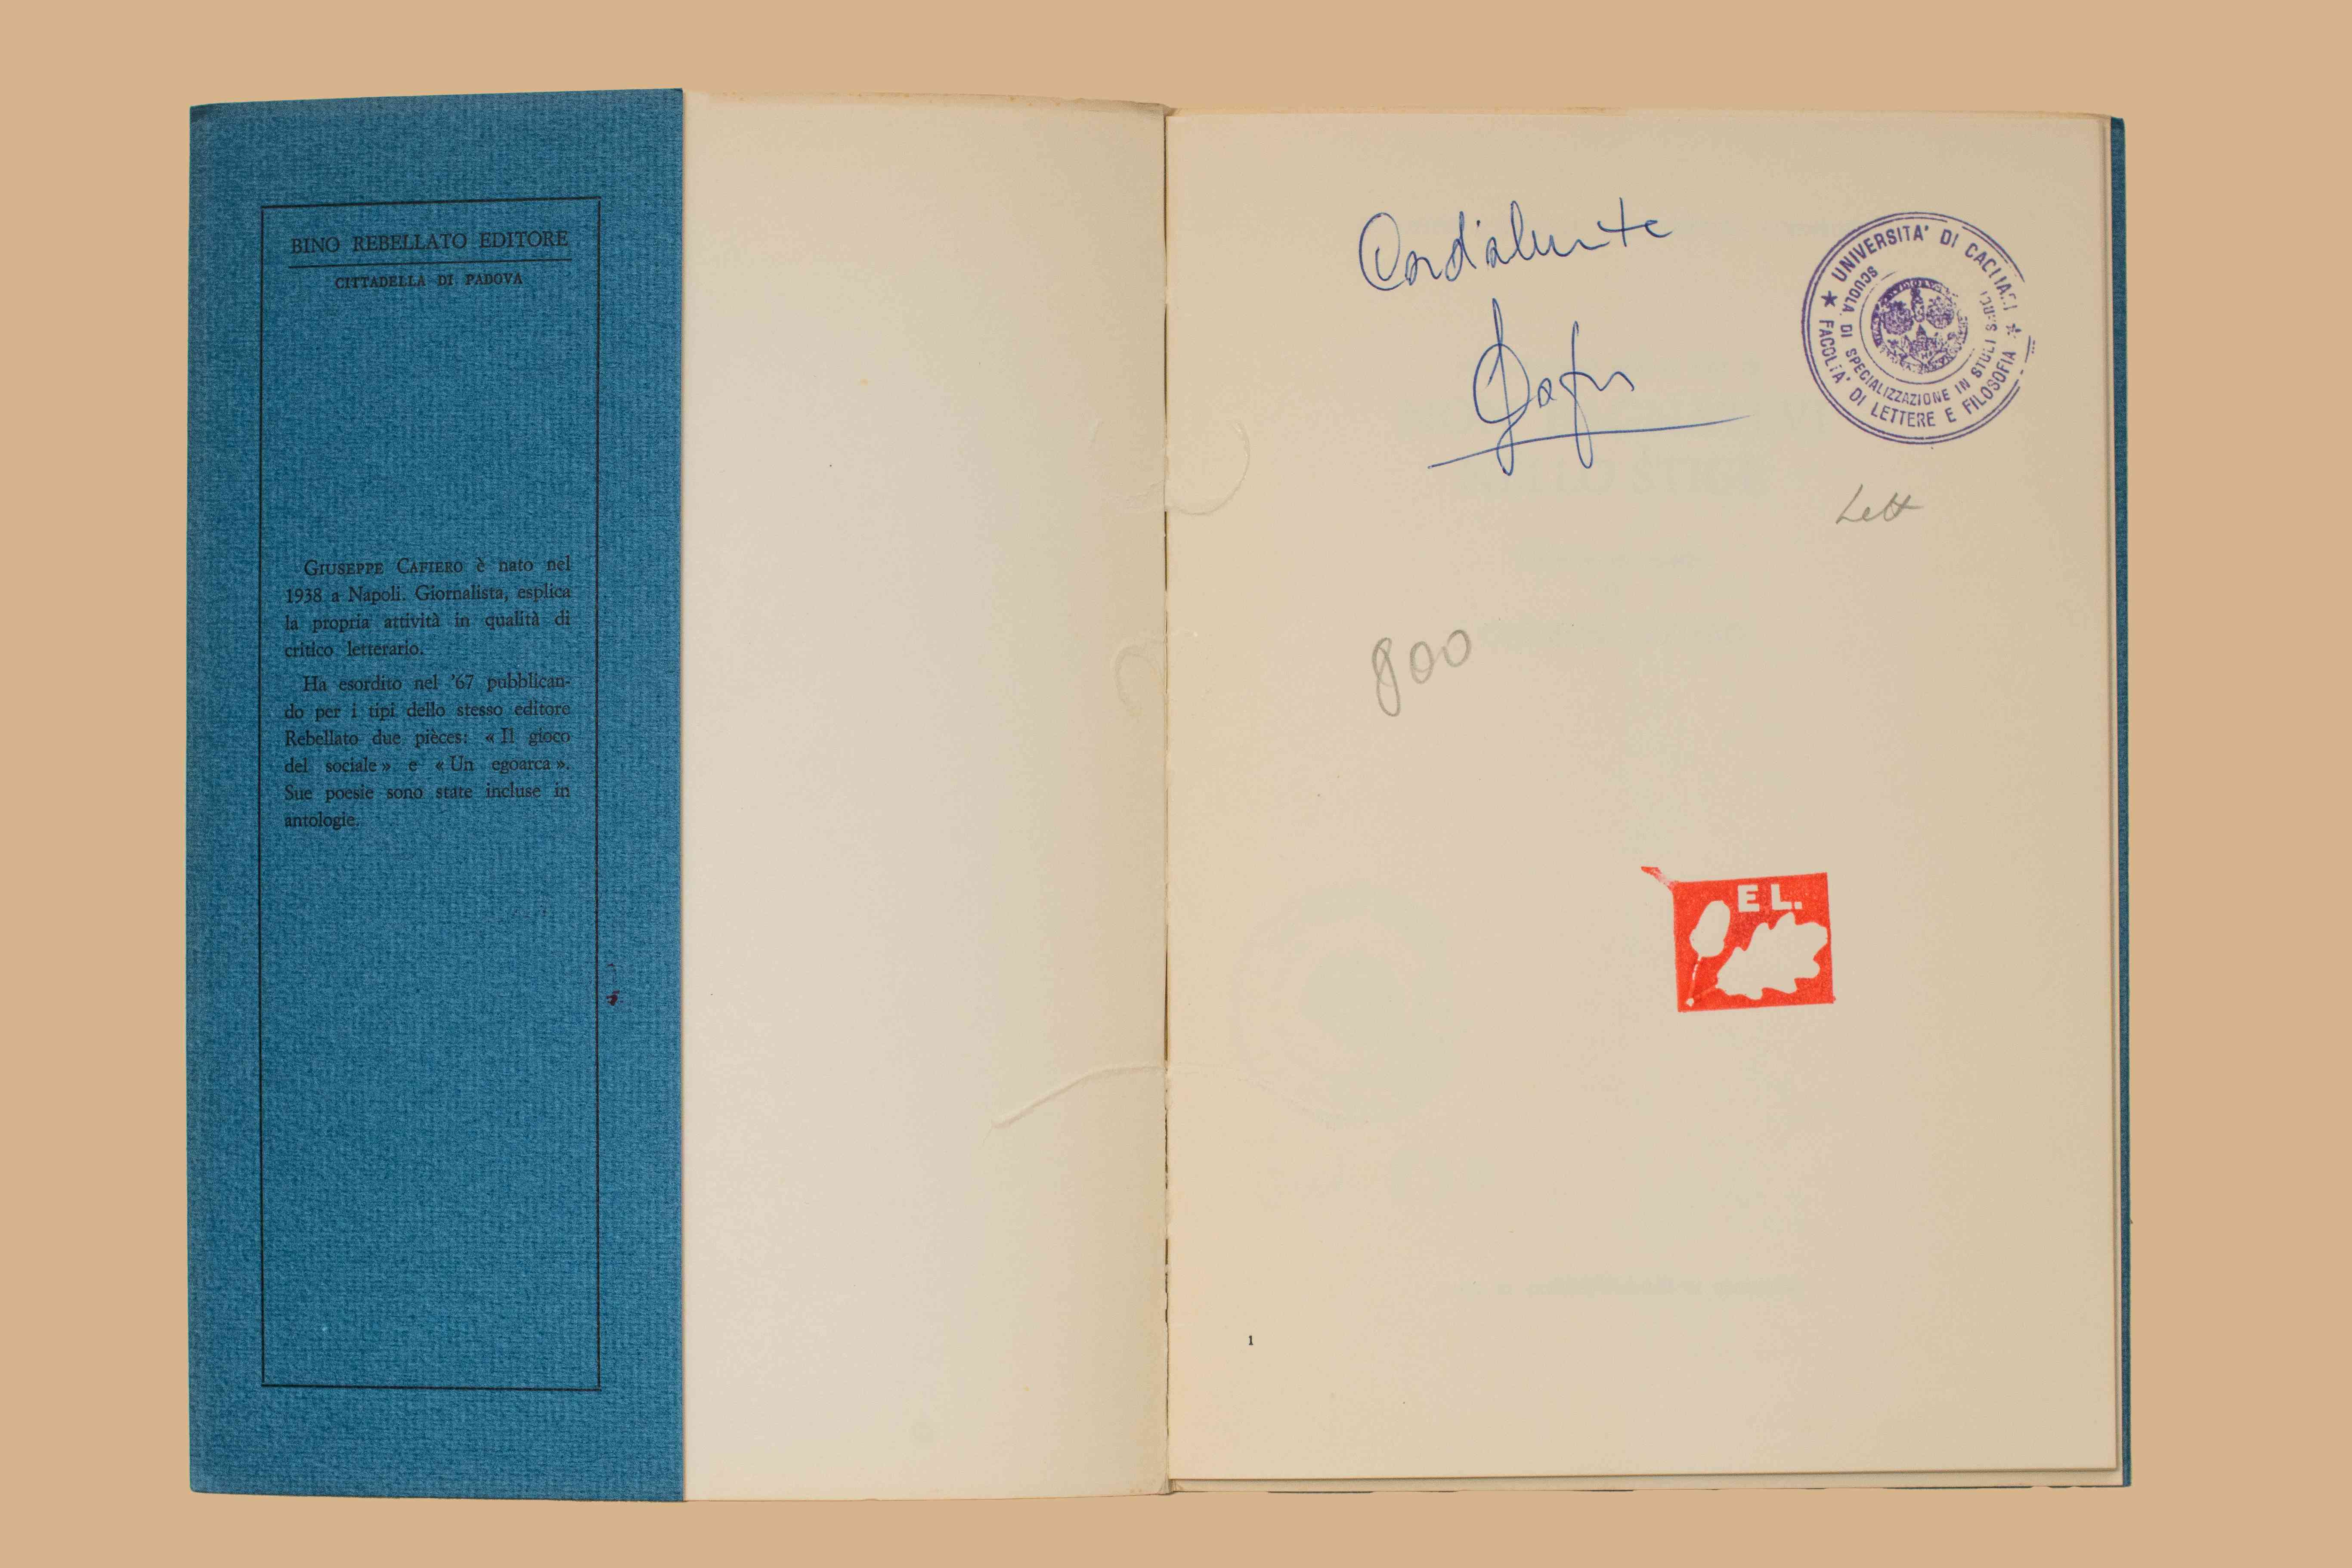 BINO REBELLATO EDITORE
CITTADELLA DI PADOVA
GIUSEPPE CAFIERO è nato nel
1938 a Napoli. Giornalista, esplica
la propria attività in qualità di
critico letterario.
Ha esordito nel '67 pubblican-
do per i tipi dello stesso editore
Rebellato due pièces: « Il gioco
del sociale » e « Un egoarca ».
Sue poesie sono state incluse in
antologie.
Cordialmente
★ UNIVERSITA' DI CAGLIARI ★
FACOLTA' DI LETTERE E FILOSOFIA
SCUOLA DI SPECIALIZZAZIONE IN STUDI SARDI
Lett
800
E.L.
1